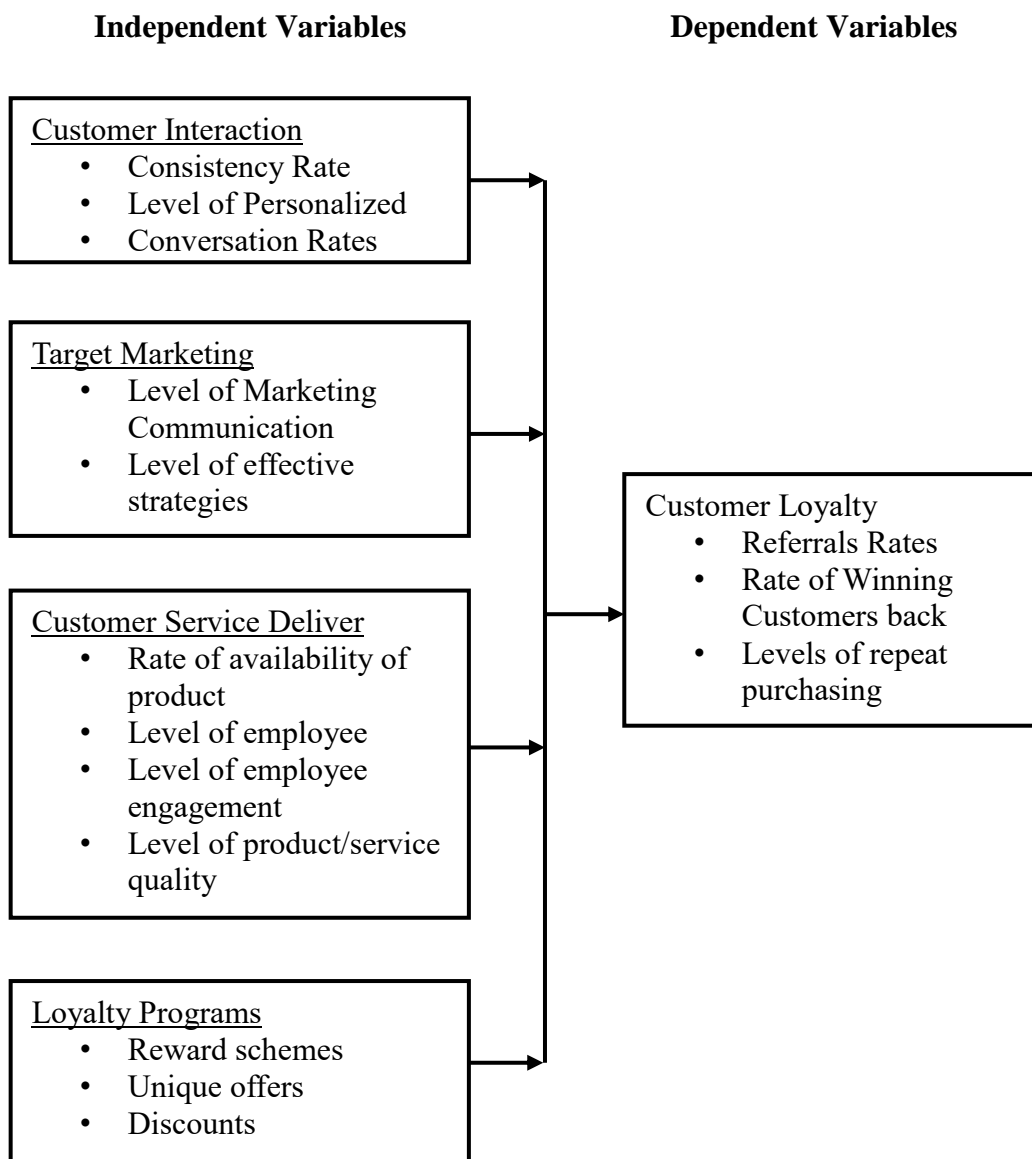 Independent Variables
Dependent Variables
Customer Interaction
• Consistency Rate
• Level of Personalized
• Conversation Rates
Target Marketing
• Level of Marketing
Communication
• Level of effective
strategies
Customer Service Deliver
• Rate of availability of
product
• Level of employee
• Level of employee
engagement
• Level of product/service
quality
Loyalty Programs
• Reward schemes
• Unique offers
• Discounts
Customer Loyalty
• Referrals Rates
• Rate of Winning
Customers back
• Levels of repeat
purchasing